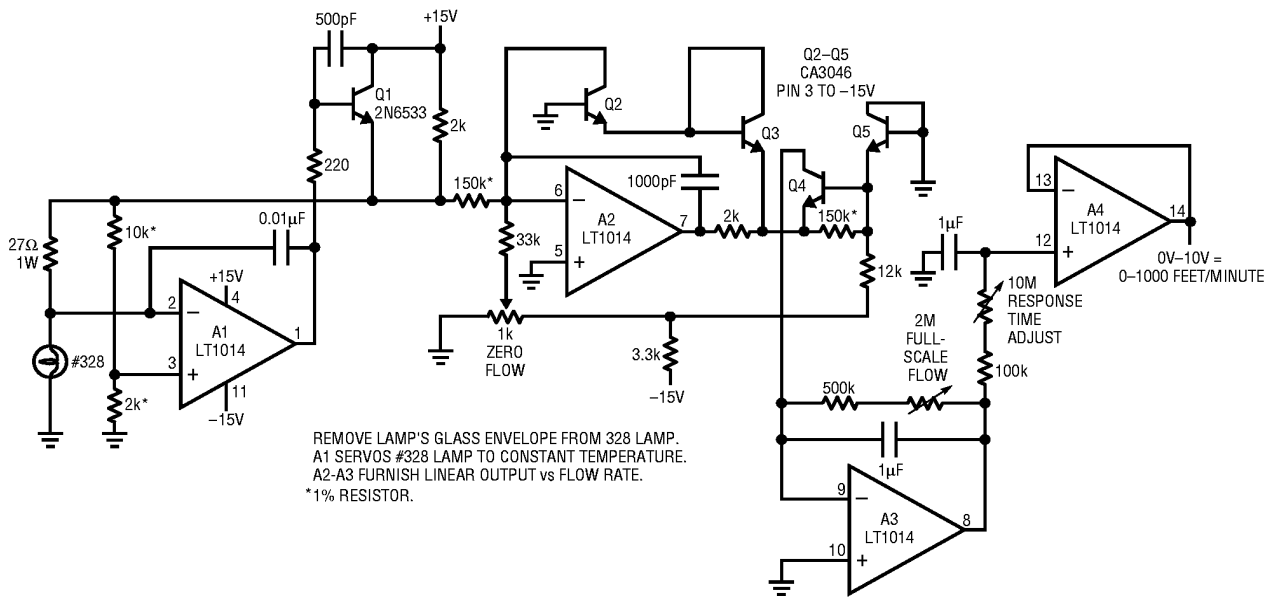 500pF
+15V
Q1
2N6533
2k
220
Q2
Q3
Q2–Q5
CA3046
PIN 3 TO –15V
Q5
Q4
150k*
1000pF
6
A2
LT1014
7
5
2k
150k*
33k
12k
1k
ZERO
FLOW
3.3k
–15V
27Ω
1W
10k*
0.01µF
+15V
4
2
A1
LT1014
1
3
11
–15V
#328
2k*
1µF
13
A4
LT1014
14
12
0V–10V =
0–1000 FEET/MINUTE
10M
RESPONSE
TIME
ADJUST
2M
FULL-
SCALE
FLOW
100k
500k
1µF
9
A3
LT1014
8
10
REMOVE LAMP'S GLASS ENVELOPE FROM 328 LAMP.
A1 SERVOS #328 LAMP TO CONSTANT TEMPERATURE.
A2-A3 FURNISH LINEAR OUTPUT vs FLOW RATE.
*1% RESISTOR.